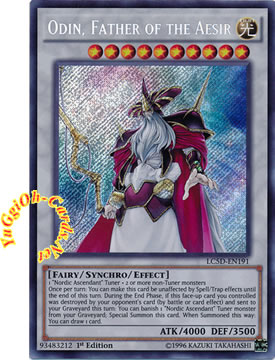 Odin, Father of the Aesir
YuGgiOh-Cards.Net
LC5D-EN191
[FAIRY/SYNCHRO/EFFECT]
1 "Nordic Ascendant" Tuner + 2 or more non-Tuner monsters
Once per turn: You can make this card be unaffected by Spell/Trap effects until
the end of this turn. During the End Phase, if this face-up card you controlled
was destroyed by your opponent's card (by battle or card effect) and sent to
your Graveyard this turn: You can banish 1 "Nordic Ascendant" Tuner monster
from your Graveyard; Special Summon this card. When Summoned this way:
You can draw 1 card.
ATK/4000 DEF/3500
93483212 1st Edition ©1996 KAZUKI TAKAHASHI